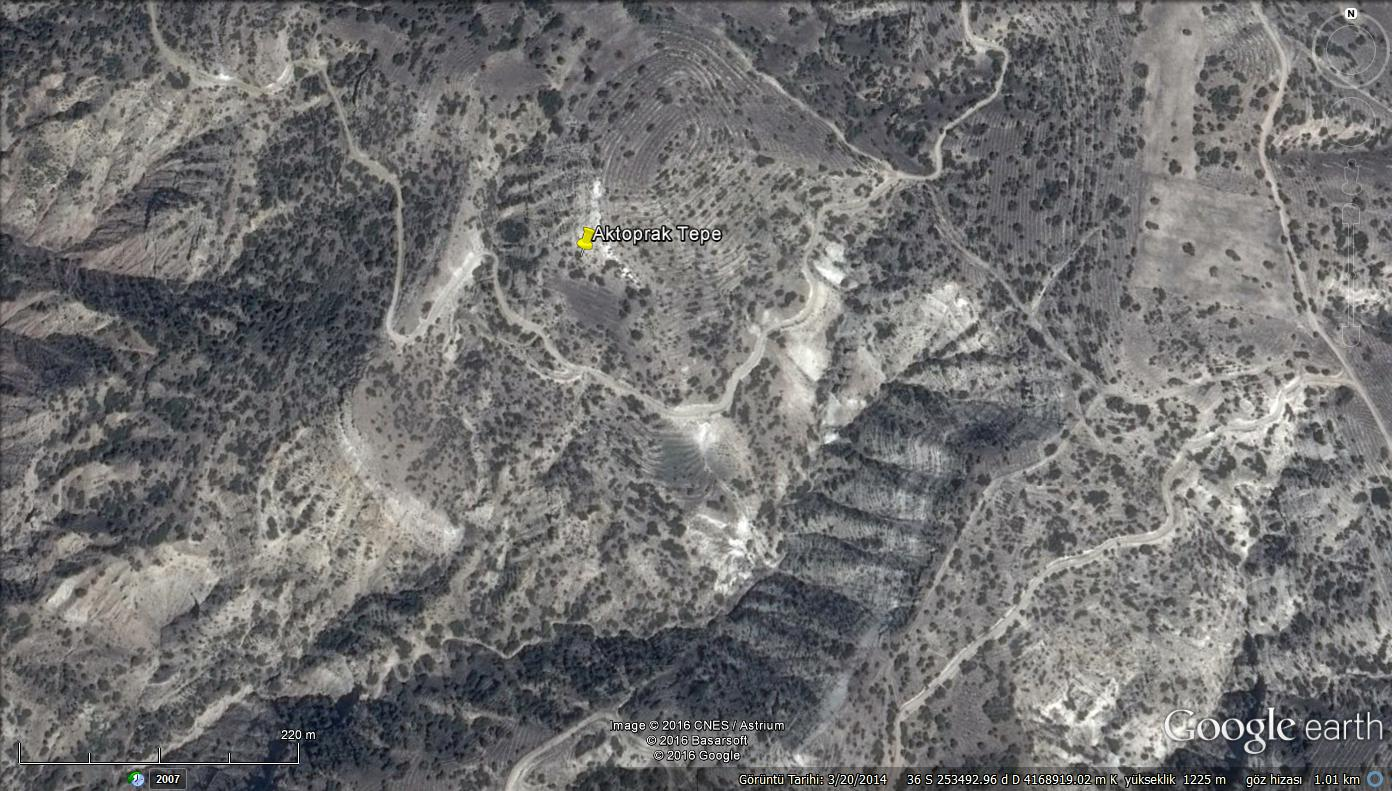 N
Aktoprak Tepe
220 m
Image © 2016 CNES / Astrium
© 2016 Basarsoft
© 2016 Google
Google earth
2007
Görüntü Tarihi: 3/20/2014 36 S 253492.96 d D 4168919.02 m K yükseklik 1225 m göz hizası 1.01 km